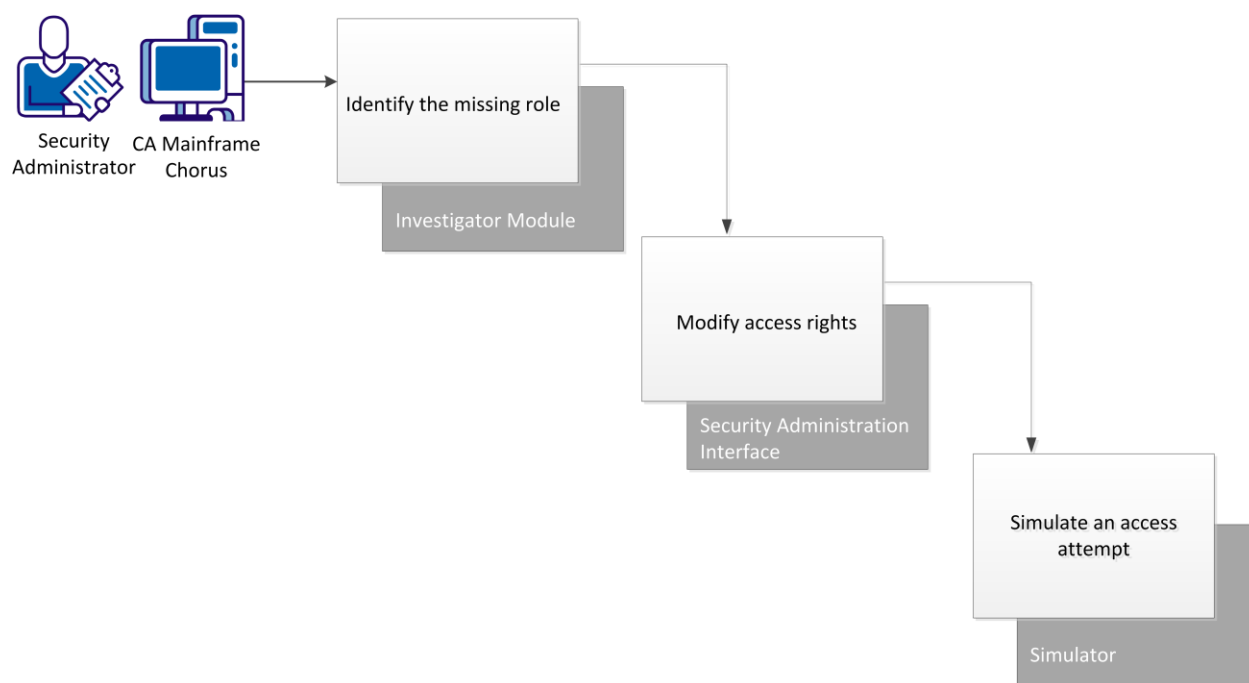 Security
Administrator
CA Mainframe
Chorus
Identify the missing role
Investigator Module
Modify access rights
Security Administration
Interface
Simulate an access
attempt
Simulator